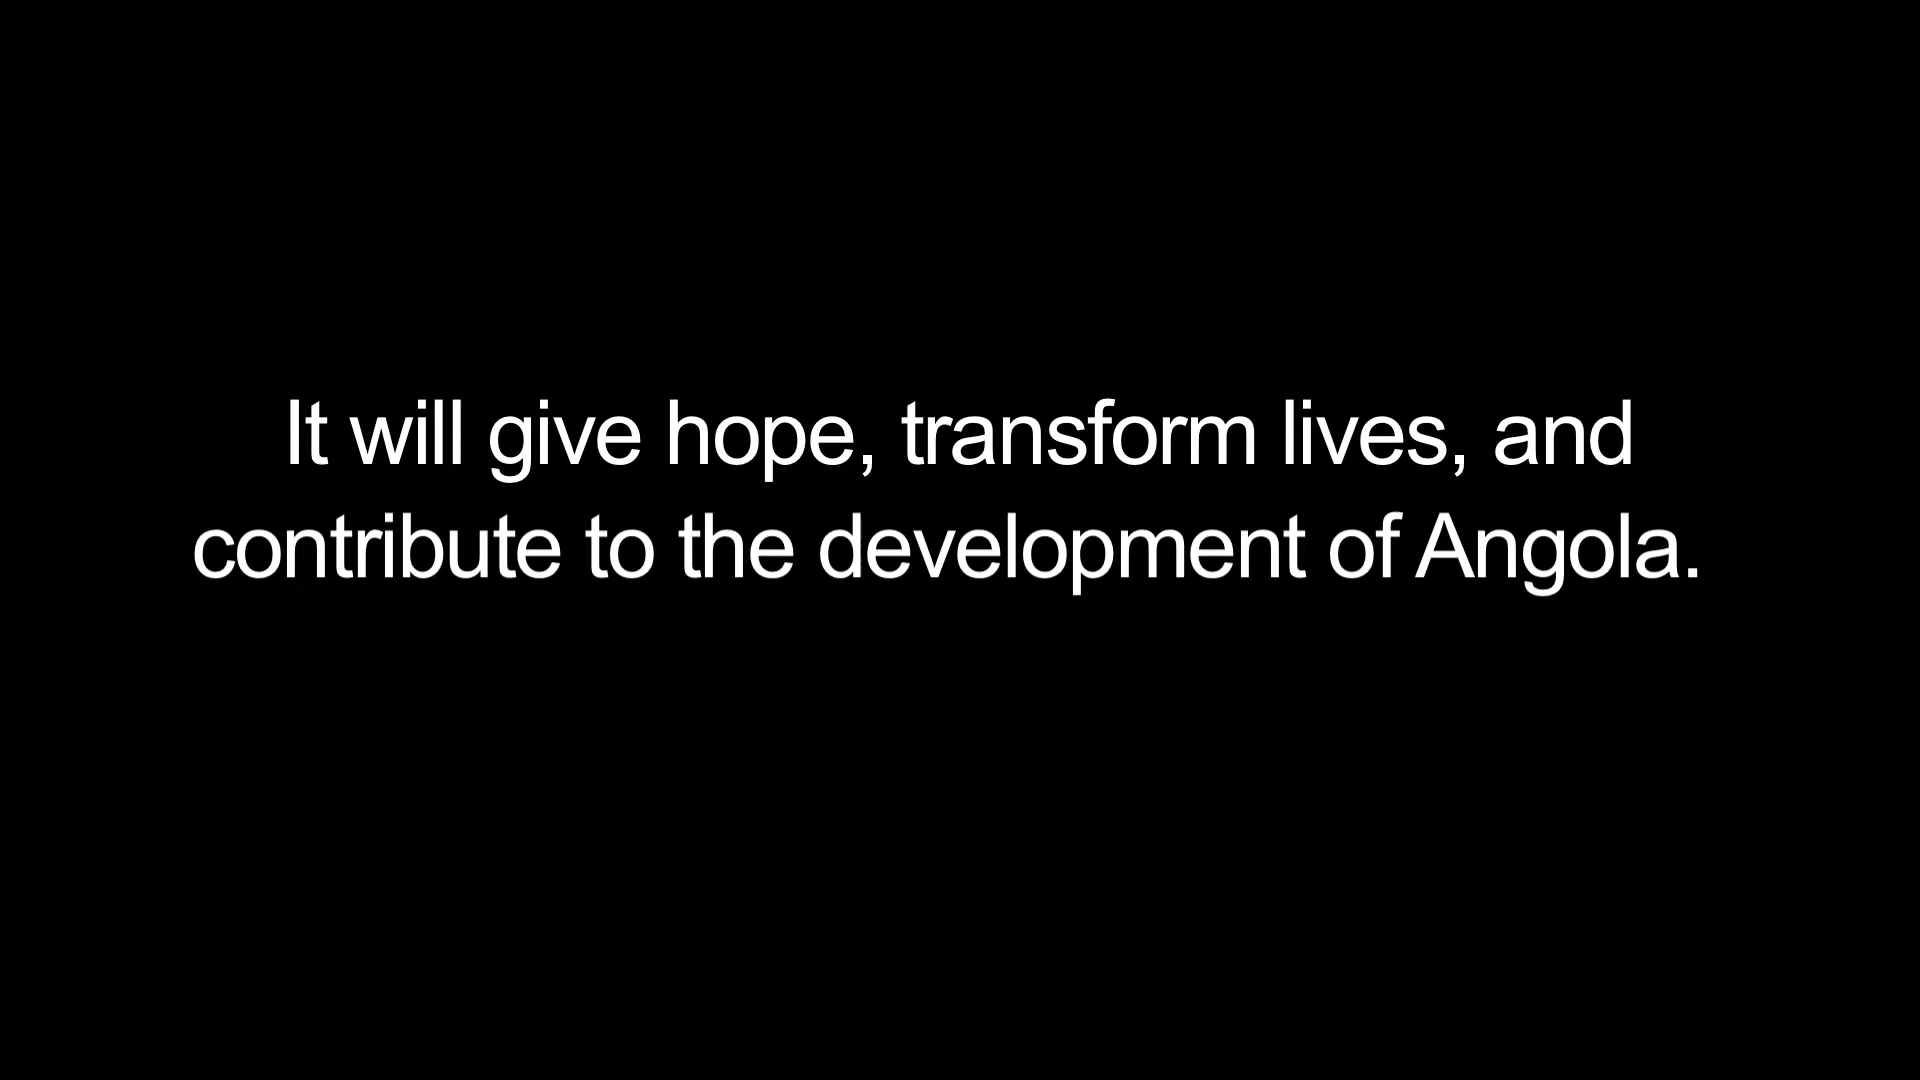 It will give hope, transform lives, and
contribute to the development of Angola.